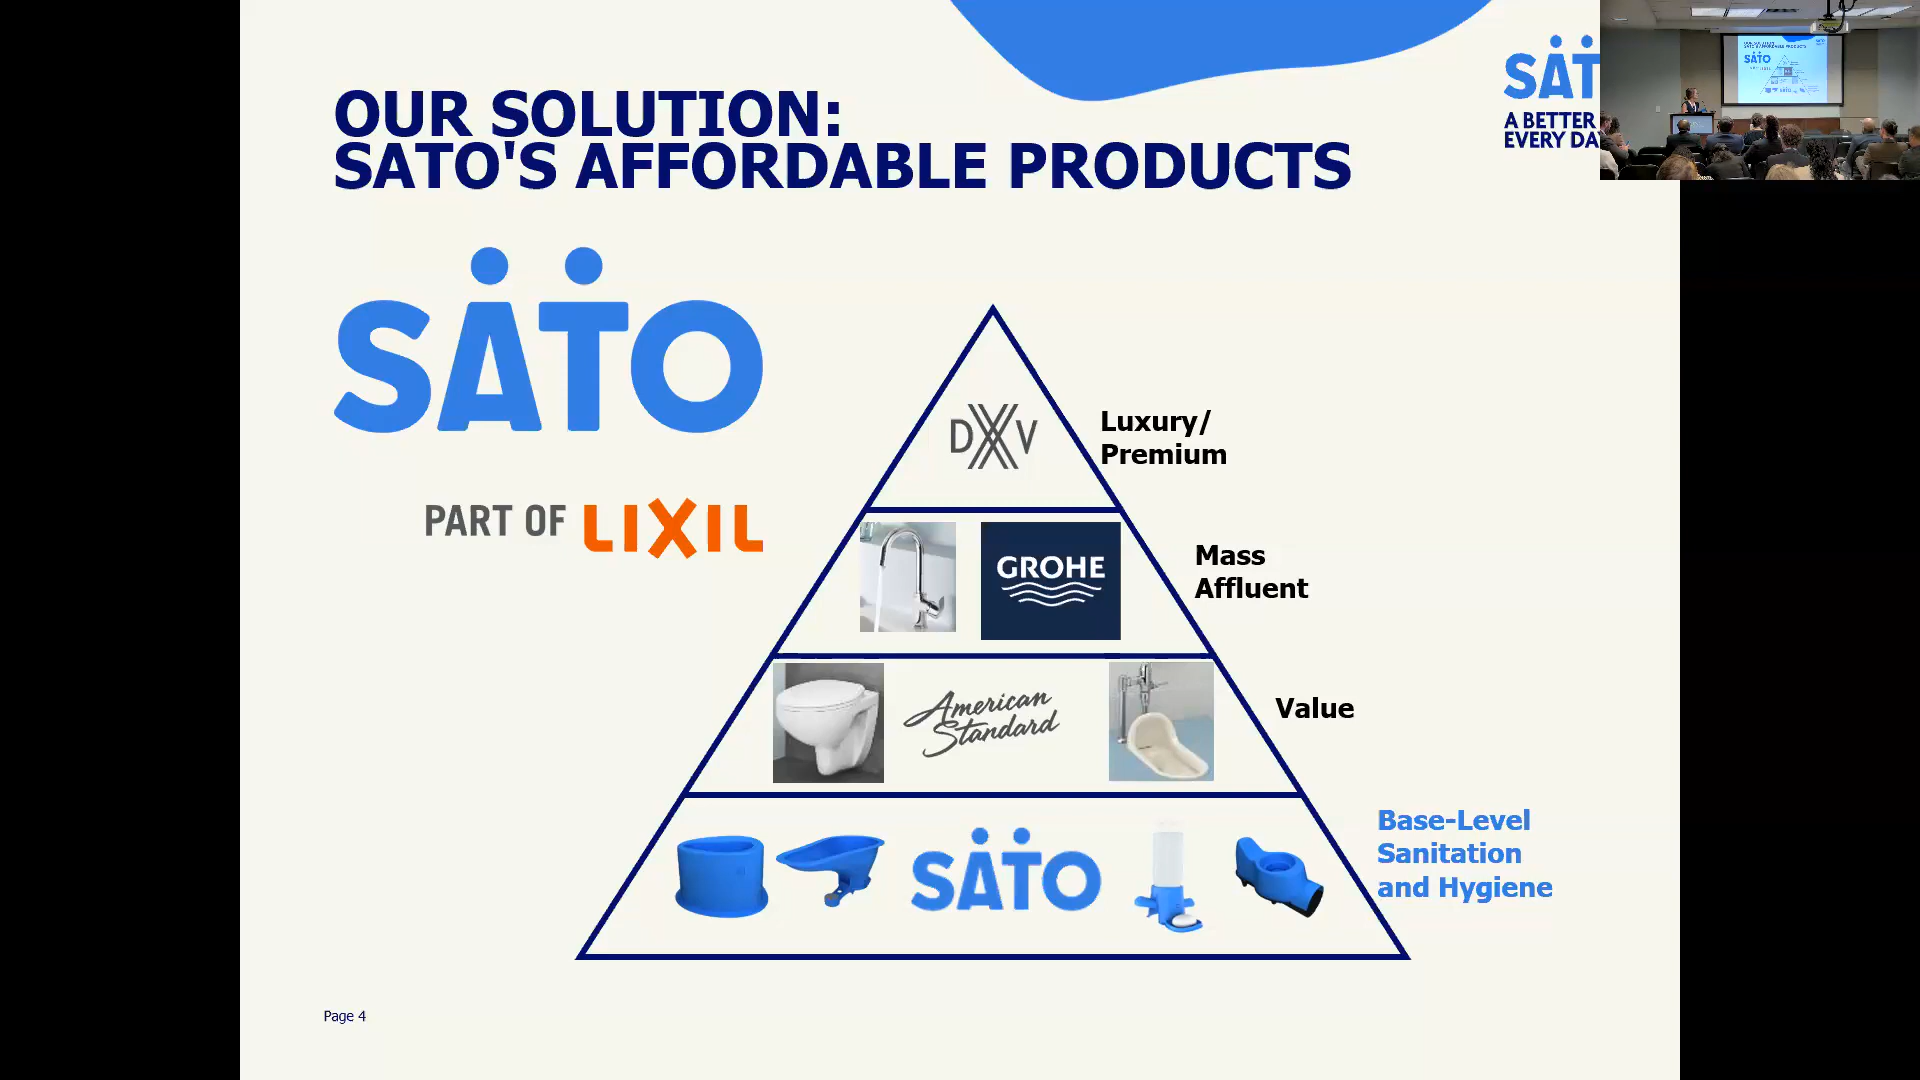 OUR SOLUTION:
SATO'S AFFORDABLE PRODUCTS
SAT
A BETTER
EVERY DA
SATO
PART OF LIXIL
DXV
Luxury/
Premium
GROHE
Mass
Affluent
American
Standard
Value
SATO
Base-Level
Sanitation
and Hygiene
Page 4